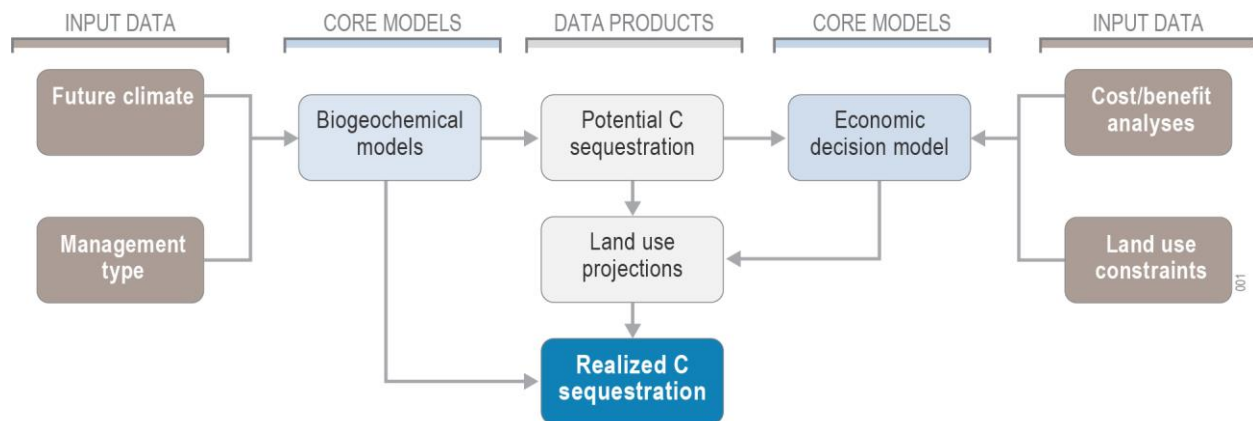 INPUT DATA
CORE MODELS
DATA PRODUCTS
CORE MODELS
INPUT DATA
Future climate
Biogeochemical
models
Potential C
sequestration
Economic
decision model
Cost/benefit
analyses
Management
type
Land use
projections
Land use
constraints
001
Realized C
sequestration